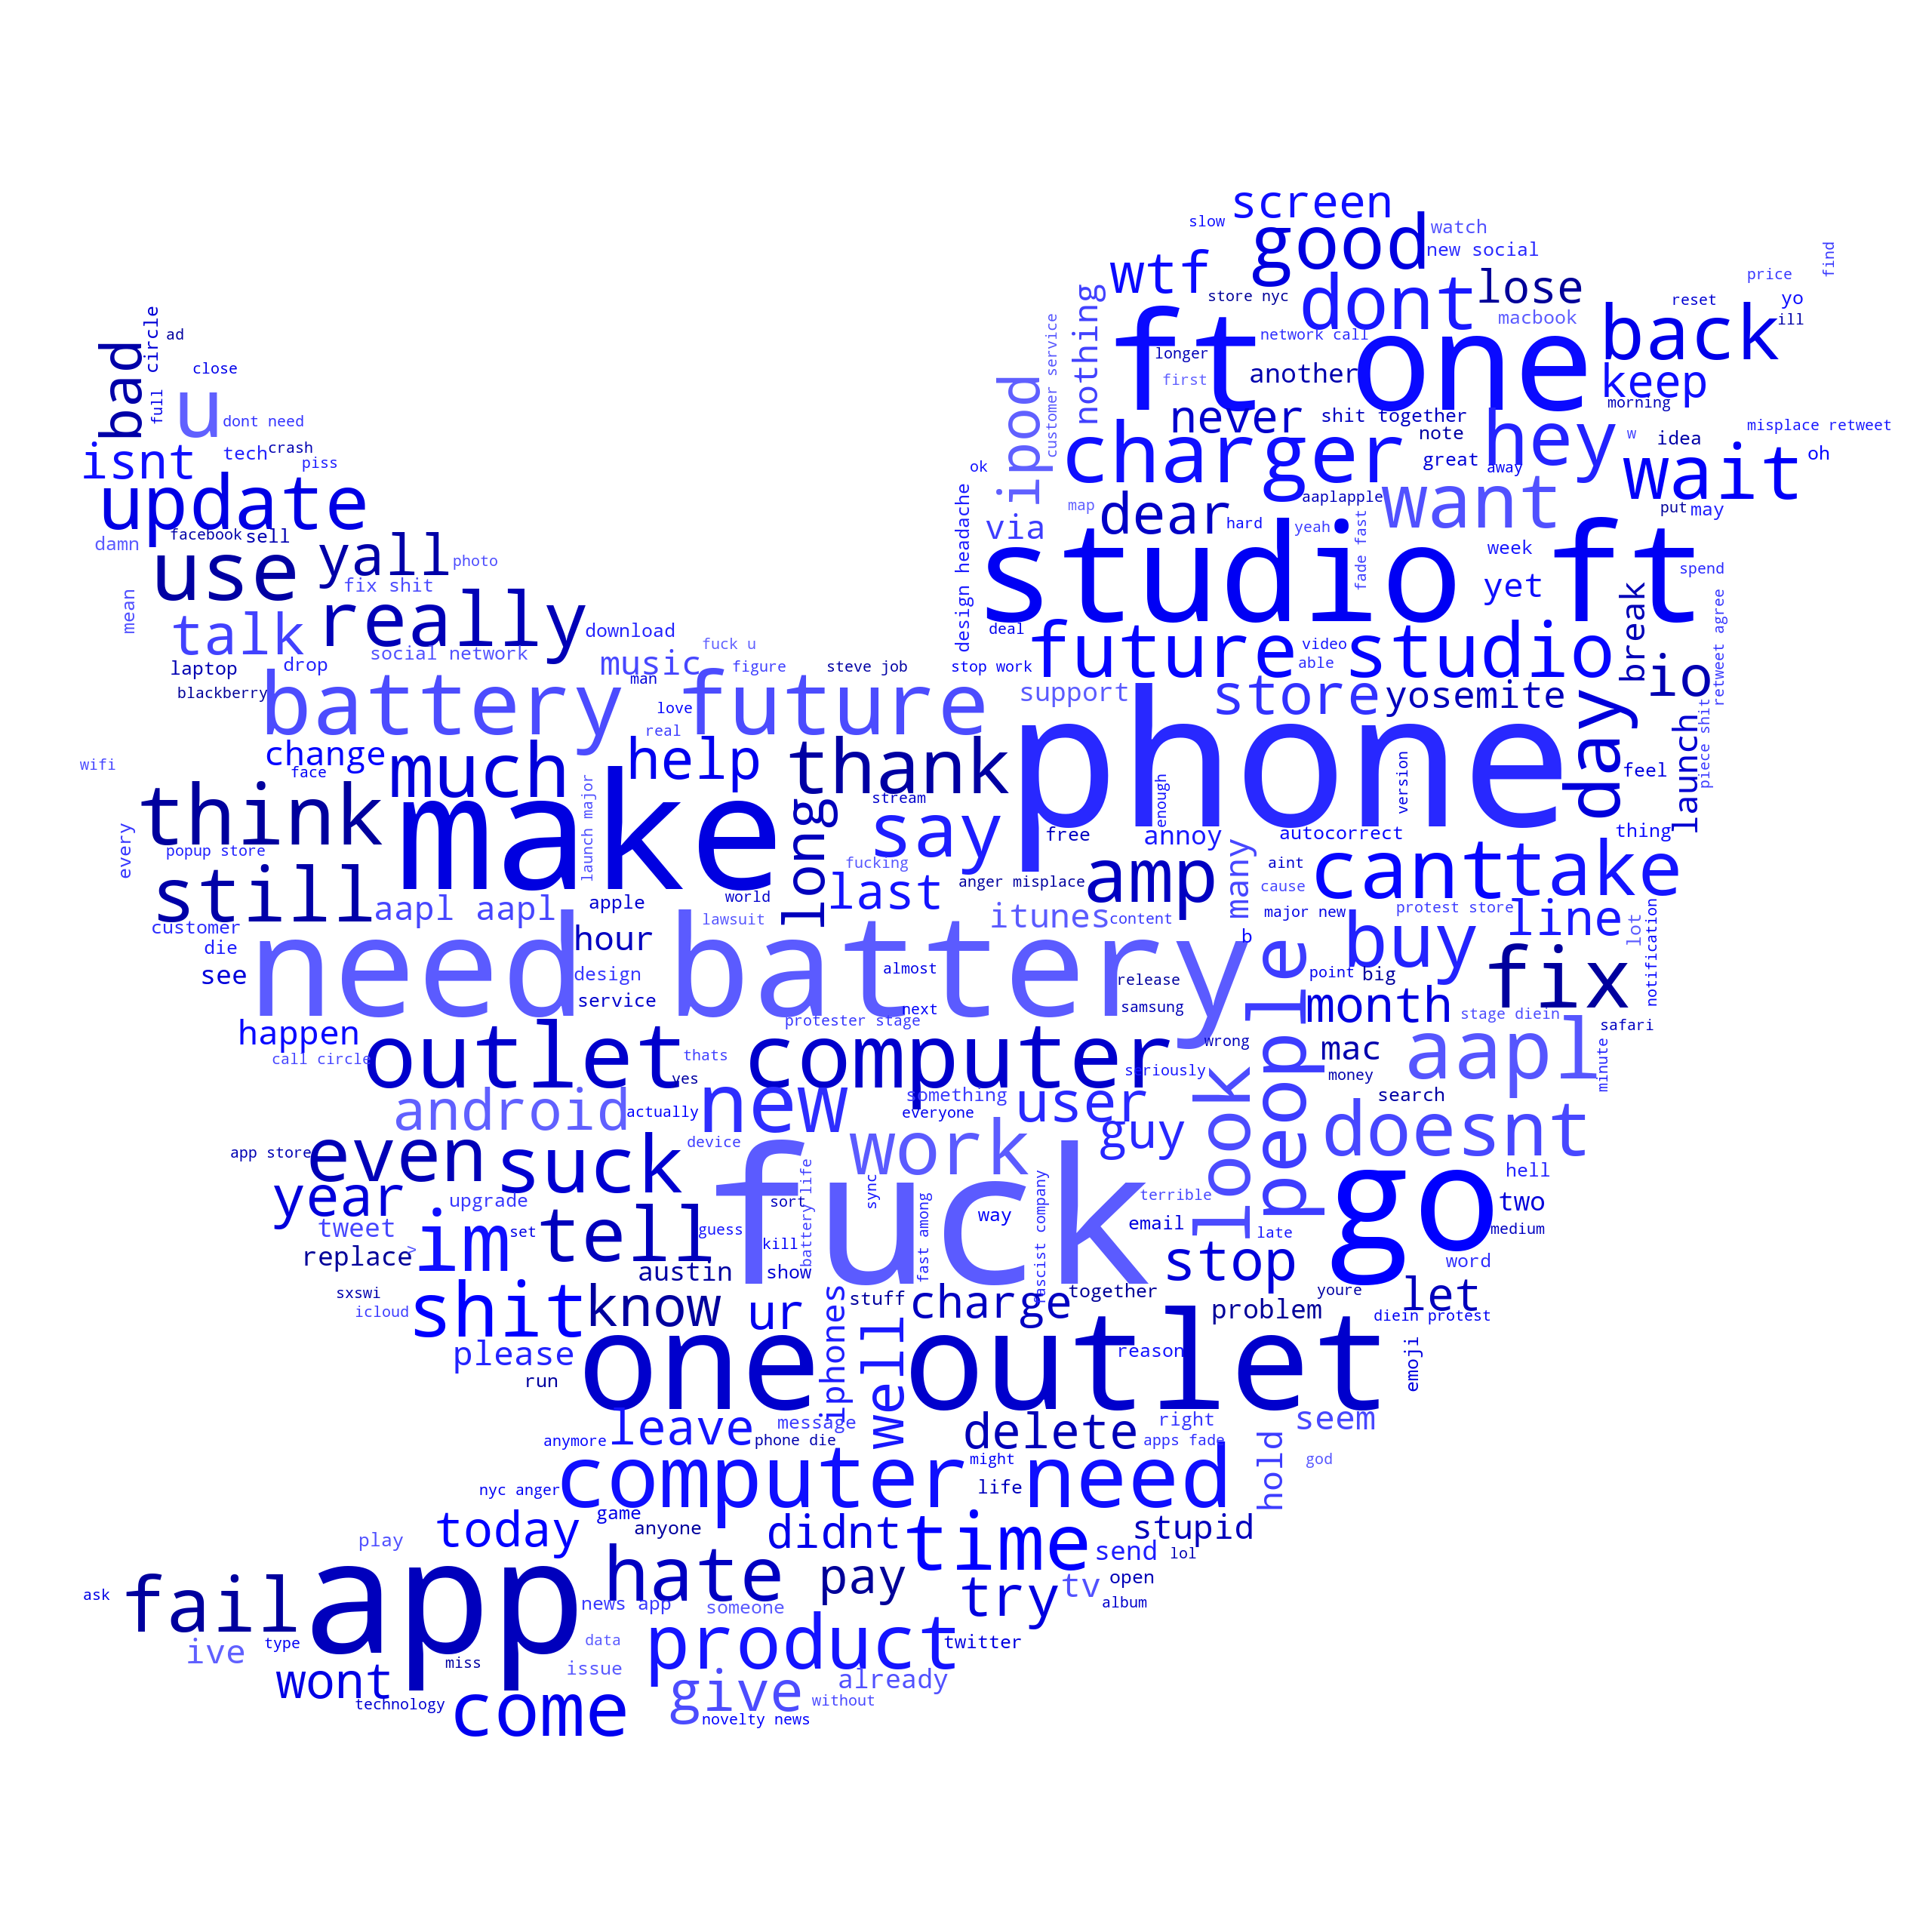 screen
slow
good
watch
new social
find
wtf
price
store nyc
dont
lose
reset
yo
nothing
ft
macbook
back
ill
circle
ad
customer service
network call
one
bad
longer
close
first
another
keep
full
u
ipod
morning
dont need
never
shit together
hey
misplace retweet
charger
note
w
idea
isnt
tech
crash
great
wait
oh
piss
ok
away
update
want
aaplapple
map
dear
put
may
facebook
sell
via
hard
yeah
damn
yall
studio ft
week
photo
design headache
fade fast
use
fix shit
yet
spend
mean
talk
really
download
deal
break
retweet agree
fuck u
future
video
studio
social network
music
figure
steve job
stop work
able
io
laptop
drop
man
blackberry
battery
future
support
store
yosemite
day
love
real
phone
launch
piece shit
change
much
help
thank
wifi
face
feel
think
make
launch major
long
stream
enough
version
every
say
free
annoy
autocorrect
thing
popup store
fucking
many
aint
cant
take
still
last
anger misplace
amp
cause
aapl aapl
apple
world
major new
protest store
customer
lawsuit
itunes
content
line
lot
notification
die
need
hour
battery
b
people
buy
see
design
almost
release
point
big
fix
service
next
samsung
month
stage diein
happen
protester stage
safari
call circle
outlet
thats
computer
wrong
mac
aapl
minute
yes
seriously
look
money
android
actually
new
something
user
search
everyone
guy
doesnt
app store
even
suck
device
work
hell
year
upgrade
fuck
battery life
sort
sync
fast among
fascist company
terrible
go
two
tweet
im
set
tell
guess
way
email
late
medium
replace
v
kill
austin
show
stop
word
sxswi
icloud
shit
know
ur
iphones
stuff
charge
together
youre
let
problem
diein protest
please
one
well
outlet
reason
emoji
run
leave
message
delete
right
seem
anymore
phone die
apps fade
hold
computer
might
need
god
nyc anger
life
game
today
anyone
didnt
time
stupid
play
send
lol
ask
fail
app
hate
pay
try
tv
open
news app
someone
album
ive
type
data
product
twitter
miss
issue
wont
give
already
technology
come
without
novelty news